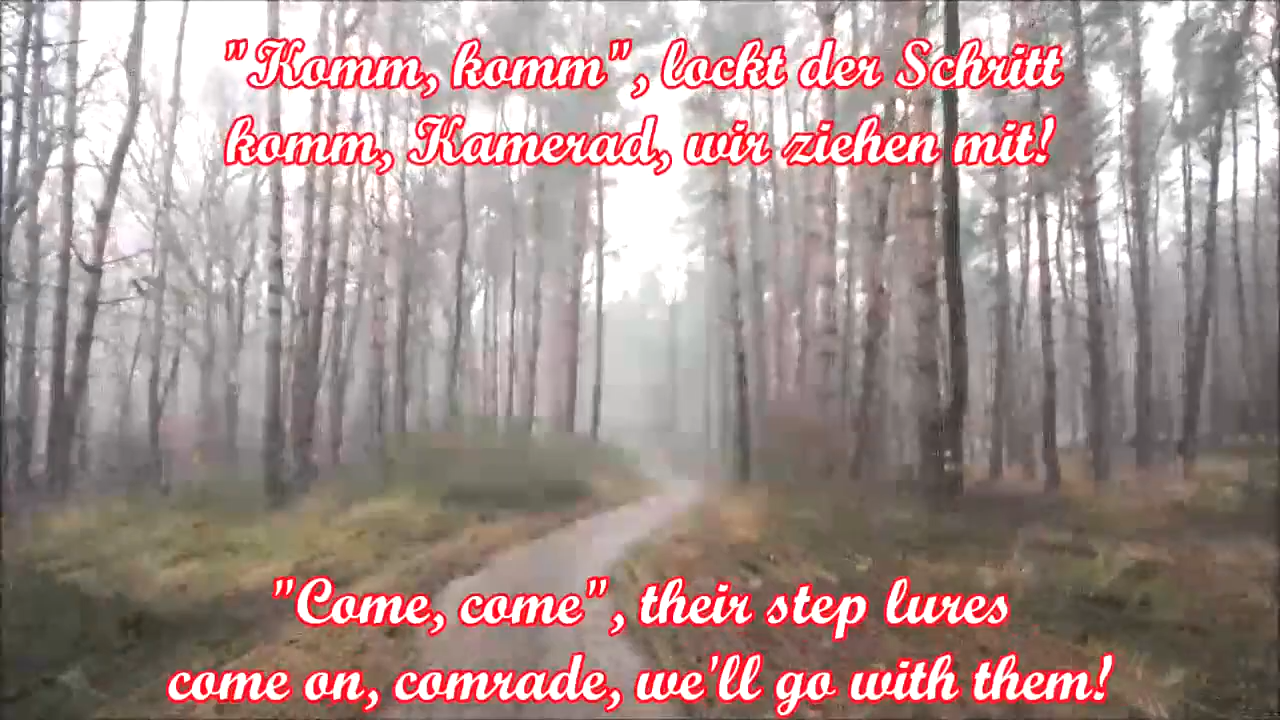 "Komm, komm", lockt der Schritt
komm, Kamerad, wir ziehen mit!
"Come, come", their step lures
come on, comrade, we'll go with them!